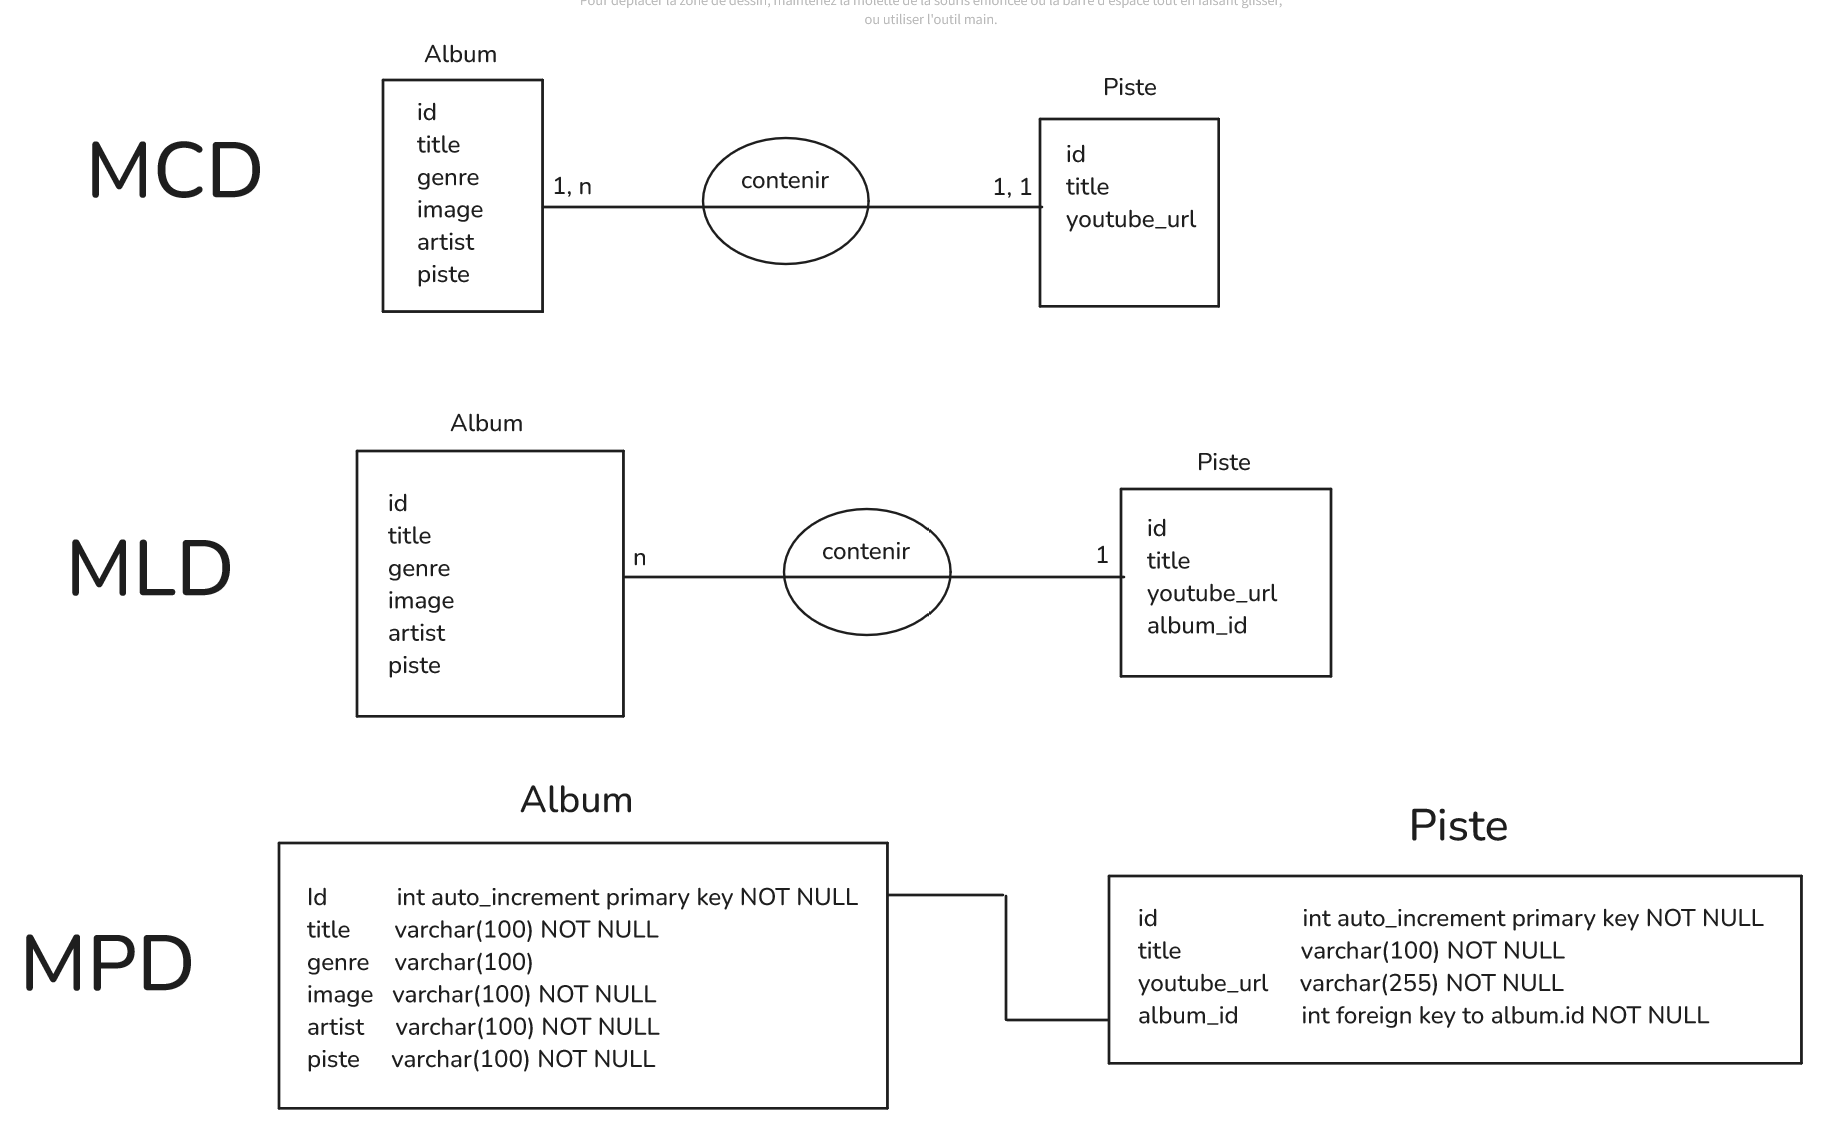 Pour déplacer la zone de dessin, maintenez la molette de la souris enfoncée ou la barre d'espace tout en faisant glisser,
ou utiliser l'outil main.
MCD
Album
id
title
genre
image
artist
piste
1, n
contenir
1, 1
Piste
id
title
youtube_url
MLD
Album
id
title
genre
image
artist
piste
n
contenir
1
Piste
id
title
youtube_url
album_id
MPD
Album
Id int auto_increment primary key NOT NULL
title varchar(100) NOT NULL
genre varchar(100)
image varchar(100) NOT NULL
artist varchar(100) NOT NULL
piste varchar(100) NOT NULL
Piste
id int auto_increment primary key NOT NULL
title varchar(100) NOT NULL
youtube_url varchar(255) NOT NULL
album_id int foreign key to album.id NOT NULL